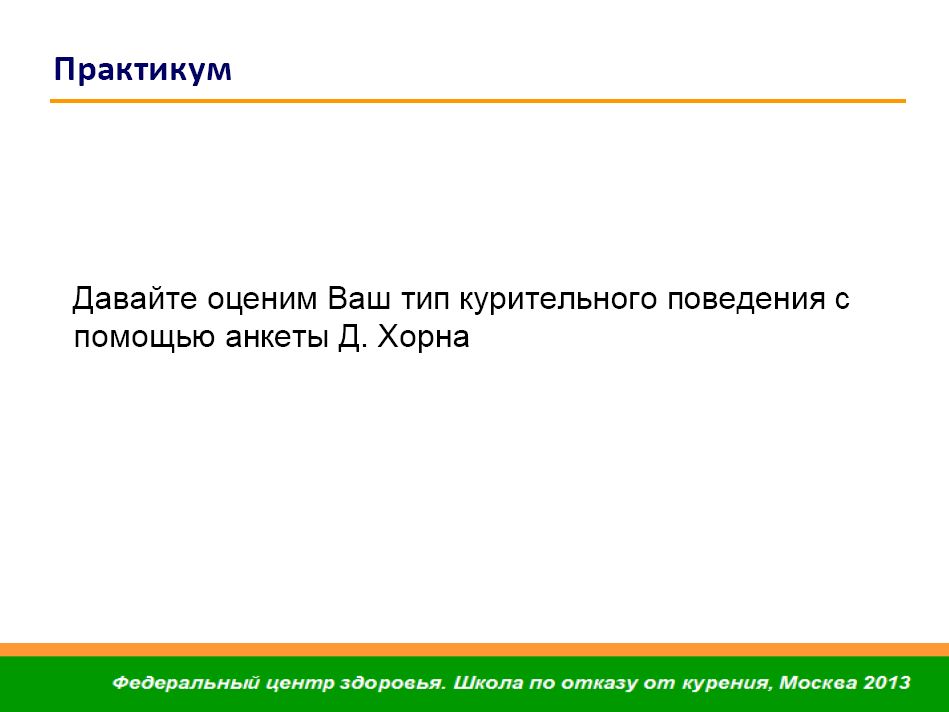 Практикум
Давайте оценим Ваш тип курительного поведения с
помощью анкеты Д. Хорна
Федеральный центр здоровья. Школа по отказу от курения, Москва 2013